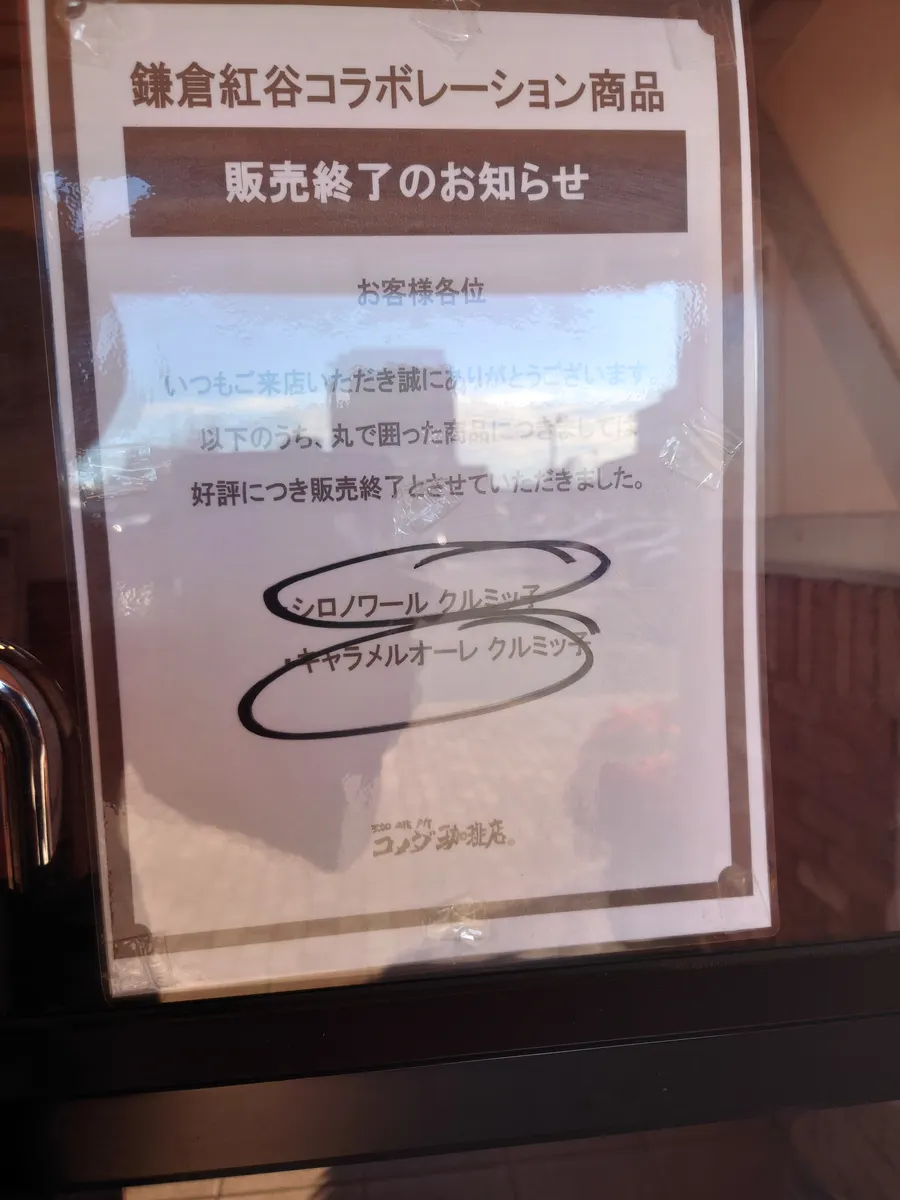 鎌倉紅谷コラボレーション商品
販売終了のお知らせ
お客様各位
いつもご来店いただき誠にありがとうございます。
以下のうち、丸で囲った商品につきましては
好評につき販売終了とさせていただきました。
・シロノワール クルミッ子
・キャラメルオーレ クルミッ子
コメダ珈琲店